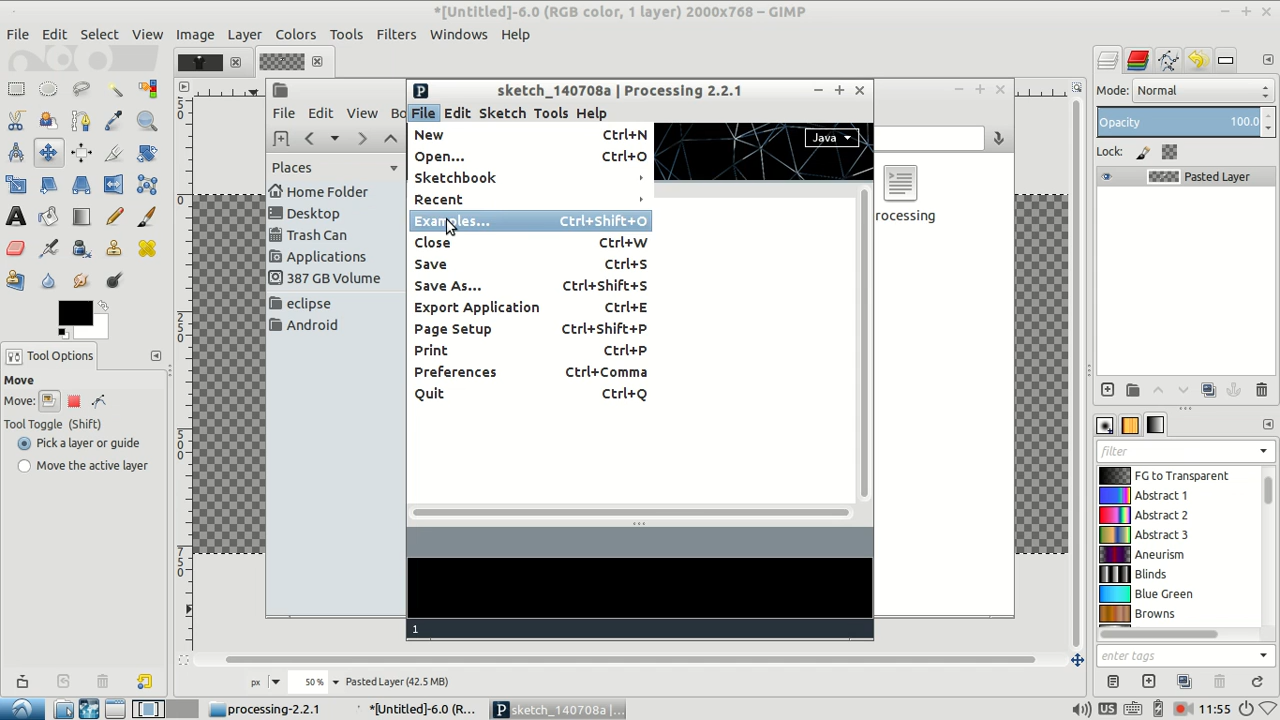 *[Untitled]-6.0 (RGB color, 1 layer) 2000x768 – GIMP
File Edit Select View Image Layer Colors Tools Filters Windows Help
sketch_140708a | Processing 2.2.1
File Edit View Bo
File Edit Sketch Tools Help
Java
Places
Home Folder
Desktop
Trash Can
Applications
387 GB Volume
eclipse
Android
New Ctrl+N
Open... Ctrl+O
Sketchbook
Recent
Examples... Ctrl+Shift+O
Close Ctrl+W
Save Ctrl+S
Save As... Ctrl+Shift+S
Export Application Ctrl+E
Page Setup Ctrl+Shift+P
Print Ctrl+P
Preferences Ctrl+Comma
Quit Ctrl+Q
1
rocessing
Tool Options
Move
Move:
Tool Toggle (Shift)
Pick a layer or guide
Move the active layer
Mode: Normal
Opacity 100.0
Lock:
Pasted Layer
filter
FG to Transparent
Abstract 1
Abstract 2
Abstract 3
Aneurism
Blinds
Blue Green
Browns
enter tags
px 50 % Pasted Layer (42.5 MB)
processing-2.2.1 *[Untitled]-6.0 (R... sketch_140708a |... US 11:55